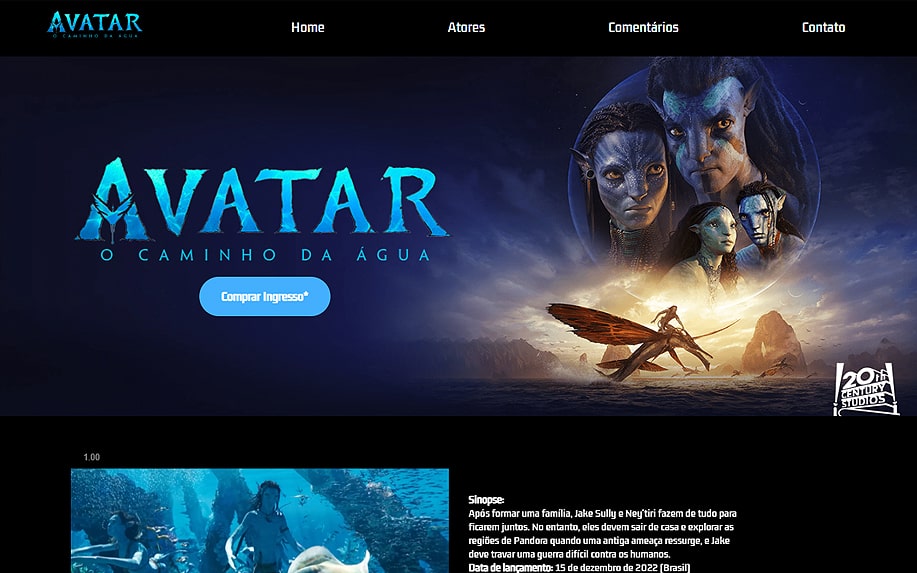 AVATAR
O CAMINHO DA ÁGUA
Home
Atores
Comentários
Contato
AVATAR
O CAMINHO DA ÁGUA
Comprar Ingresso*
20TH
CENTURY
STUDIOS
1.00
Sinopse:
Após formar uma família, Jake Sully e Ney'tiri fazem de tudo para
ficarem juntos. No entanto, eles devem sair de casa e explorar as
regiões de Pandora quando uma antiga ameaça ressurge, e Jake
deve travar uma guerra difícil contra os humanos.
Data de lançamento: 15 de dezembro de 2022 (Brasil)